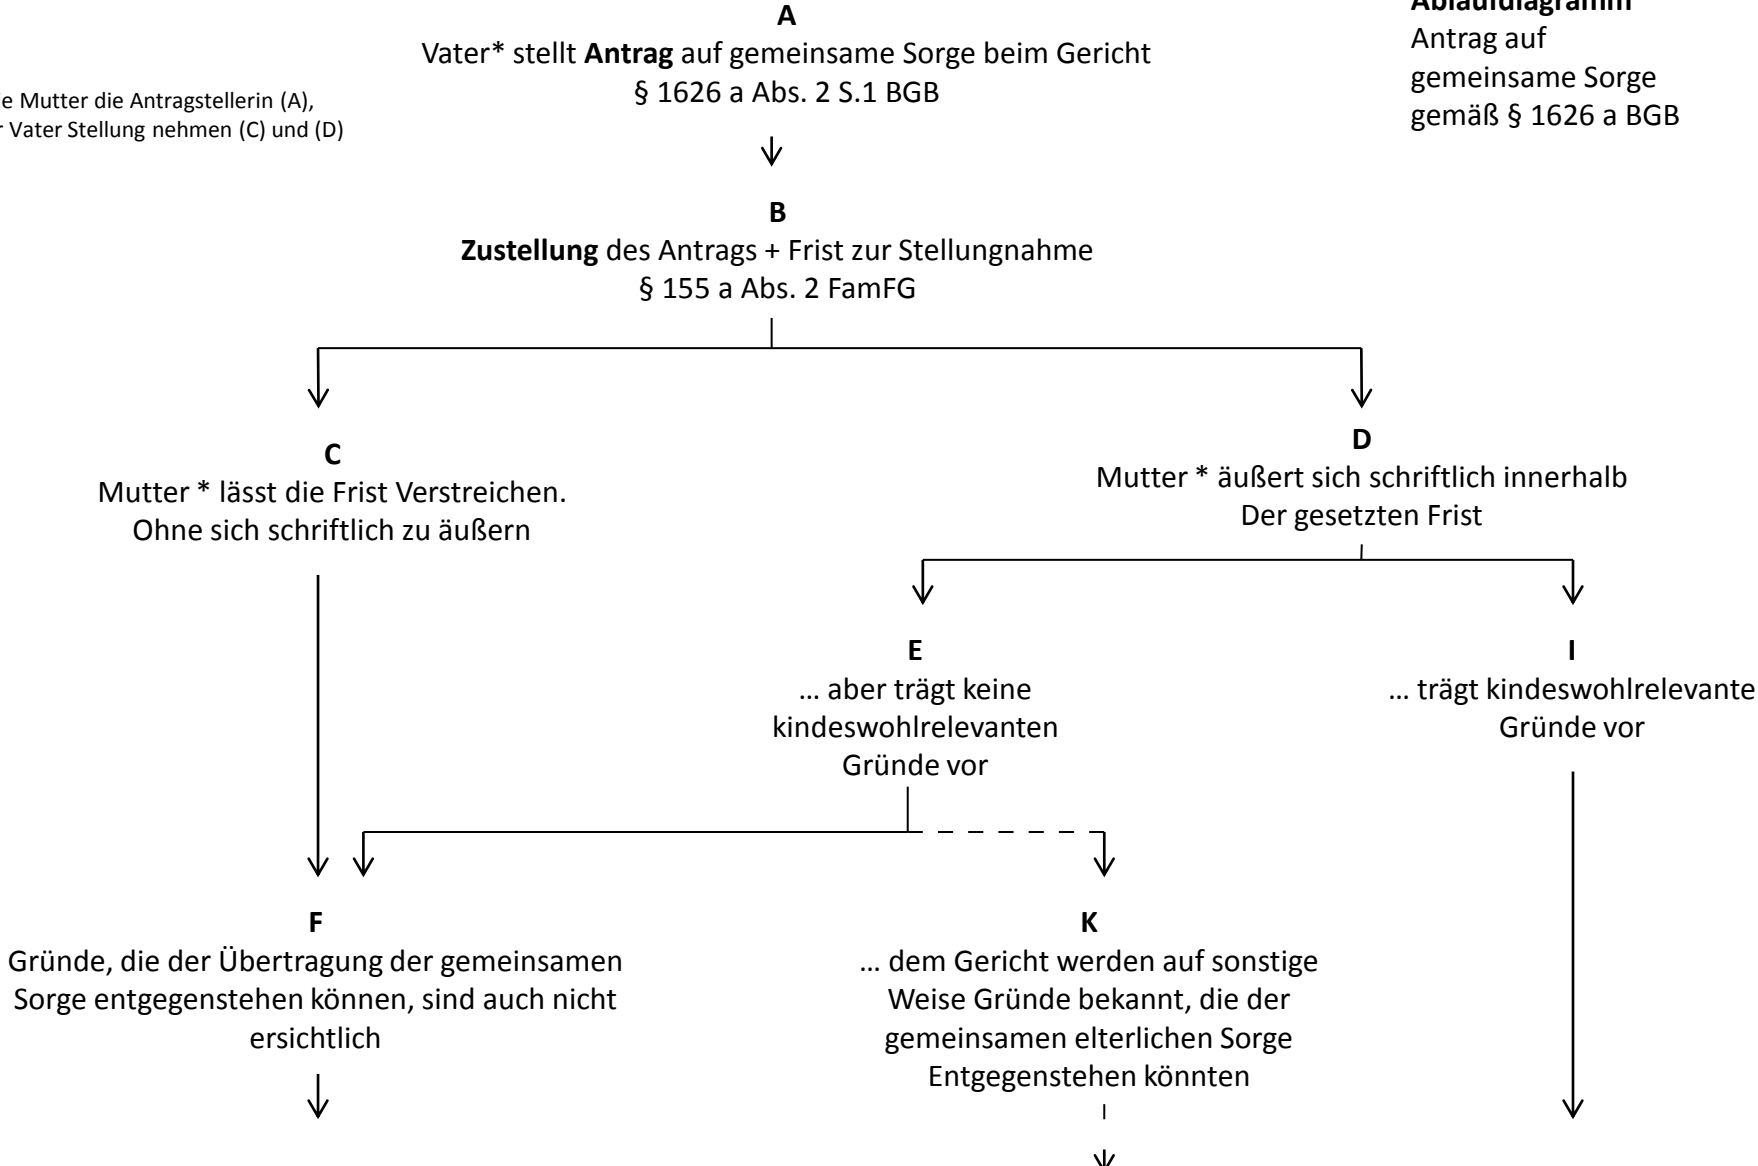 A
Vater* stellt Antrag auf gemeinsame Sorge beim Gericht
§ 1626 a Abs. 2 S.1 BGB
Ablaufdiagramm
Antrag auf
gemeinsame Sorge
gemäß § 1626 a BGB
Mutter die Antragstellerin (A),
Vater Stellung nehmen (C) und (D)
B
Zustellung des Antrags + Frist zur Stellungnahme
§ 155 a Abs. 2 FamFG
C
Mutter * lässt die Frist Verstreichen.
Ohne sich schriftlich zu äußern
D
Mutter * äußert sich schriftlich innerhalb
Der gesetzten Frist
E
... aber trägt keine
kindeswohlrelevanten
Gründe vor
I
... trägt kindeswohlrelevante
Gründe vor
F
Gründe, die der Übertragung der gemeinsamen
Sorge entgegenstehen können, sind auch nicht
ersichtlich
K
... dem Gericht werden auf sonstige
Weise Gründe bekannt, die der
gemeinsamen elterlichen Sorge
Entgegenstehen könnten